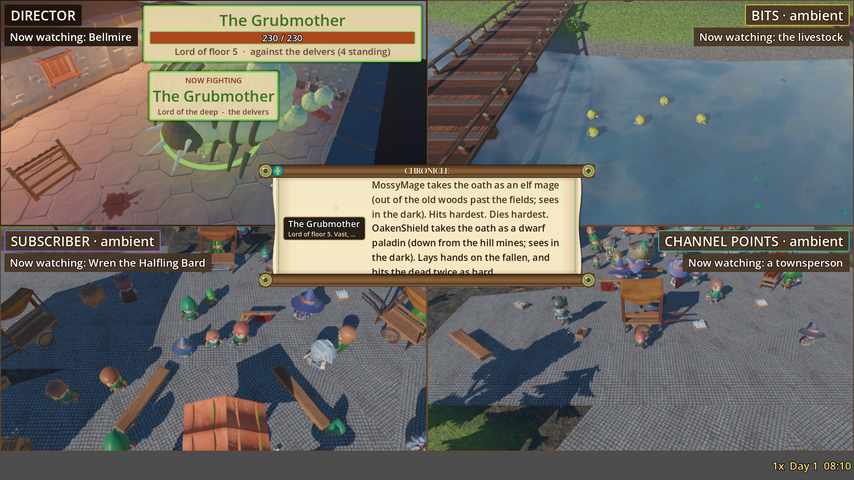 DIRECTOR
Now watching: Bellmire
The Grubmother
230 / 230
Lord of floor 5 · against the delvers (4 standing)
NOW FIGHTING
The Grubmother
Lord of the deep - the delvers
BITS · ambient
Now watching: the livestock
CHRONICLE
The Grubmother
Lord of floor 5. Vast, ...
MossyMage takes the oath as an elf mage
(out of the old woods past the fields; sees
in the dark). Hits hardest. Dies hardest.
OakenShield takes the oath as a dwarf
paladin (down from the hill mines; sees in
the dark). Lays hands on the fallen, and
hits the dead twice as hard
SUBSCRIBER · ambient
Now watching: Wren the Halfling Bard
CHANNEL POINTS · ambient
Now watching: a townsperson
1x Day 1 08:10